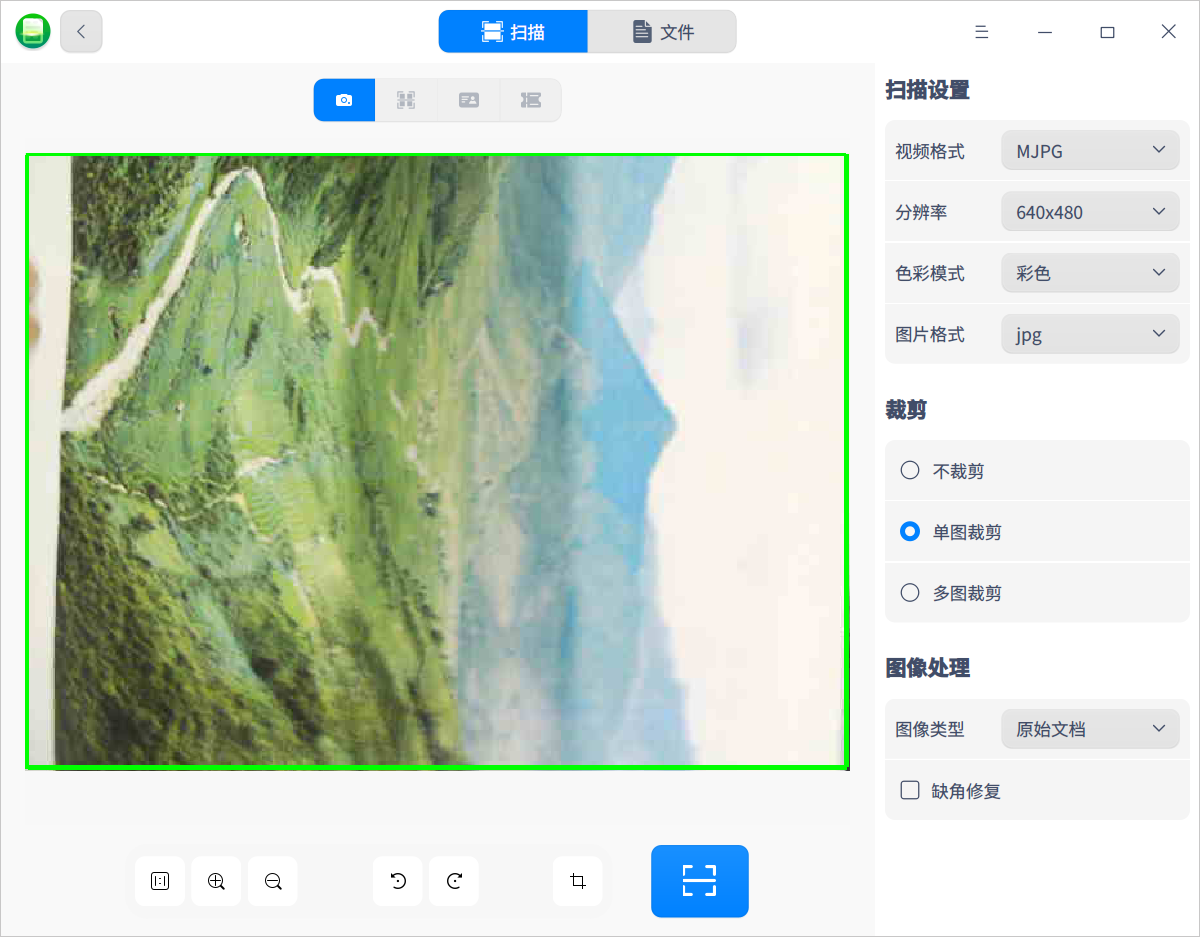 扫描
文件
扫描设置
视频格式 MJPG
分辨率 640x480
色彩模式 彩色
图片格式 jpg
裁剪
不裁剪
单图裁剪
多图裁剪
图像处理
图像类型 原始文档
缺角修复